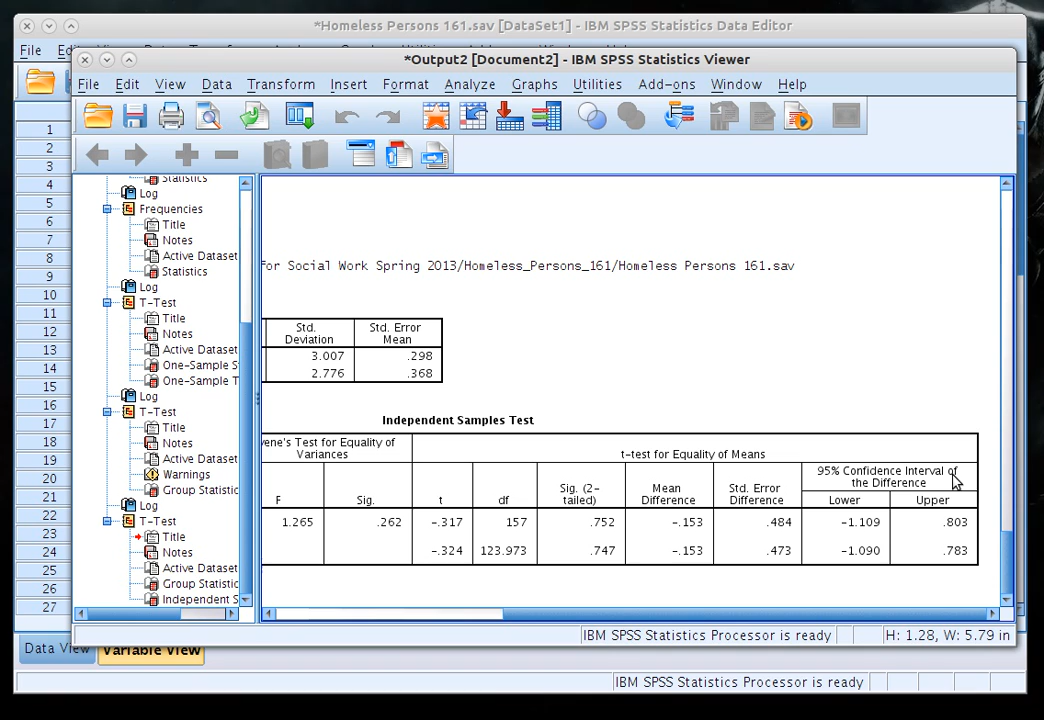 *Homeless Persons 161.sav [DataSet1] - IBM SPSS Statistics Data Editor
File
*Output2 [Document2] - IBM SPSS Statistics Viewer
File Edit View Data Transform Insert Format Analyze Graphs Utilities Add-ons Window Help
1
2
3
4
5
6
7
8
9
10
11
12
13
14
15
16
17
18
19
20
21
22
23
24
25
26
27
Statistics
Log
Frequencies
Title
Notes
Active Dataset
Statistics
Log
T-Test
Title
Notes
Active Dataset
One-Sample S
One-Sample T
Log
T-Test
Title
Notes
Active Dataset
Warnings
Group Statistic
Log
T-Test
Title
Notes
Active Dataset
Group Statistic
Independent S
for Social Work Spring 2013/Homeless_Persons_161/Homeless Persons 161.sav
Std. Deviation Std. Error Mean
3.007 .298
2.776 .368
Independent Samples Test
vene's Test for Equality of Variances
t-test for Equality of Means
95% Confidence Interval of the Difference
F Sig. t df Sig. (2-tailed) Mean Difference Std. Error Difference Lower Upper
1.265 .262 -.317 157 .752 -.153 .484 -1.109 .803
-.324 123.973 .747 -.153 .473 -1.090 .783
IBM SPSS Statistics Processor is ready H: 1.28, W: 5.79 in
Data View Variable View
IBM SPSS Statistics Processor is ready